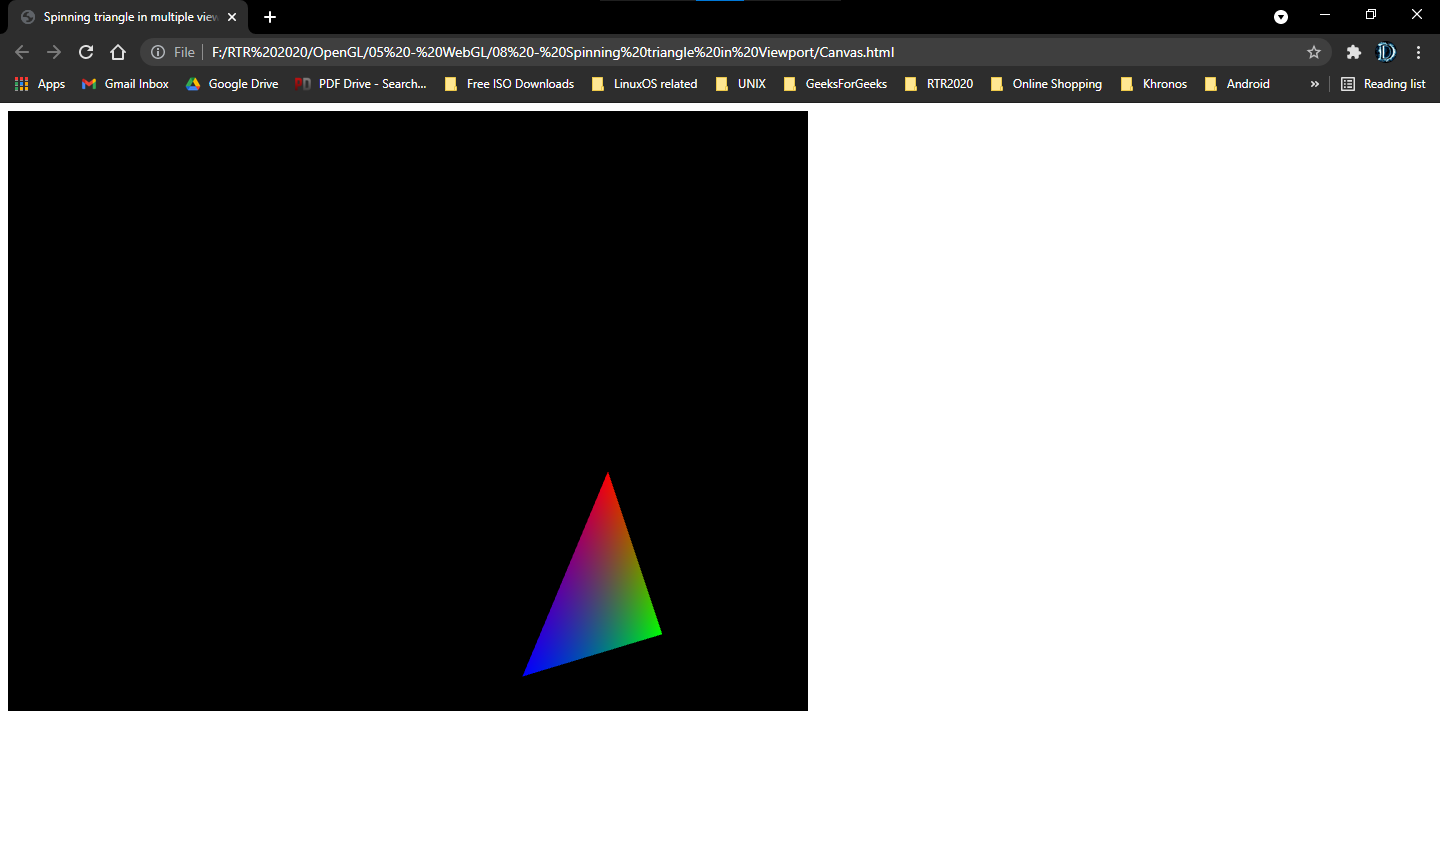 Spinning triangle in multiple view
File F:/RTR%202020/OpenGL/05%20-%20WebGL/08%20-%20Spinning%20triangle%20in%20Viewport/Canvas.html
Apps Gmail Inbox Google Drive PDF Drive - Search... Free ISO Downloads LinuxOS related UNIX GeeksForGeeks RTR2020 Online Shopping Khronos Android » Reading list